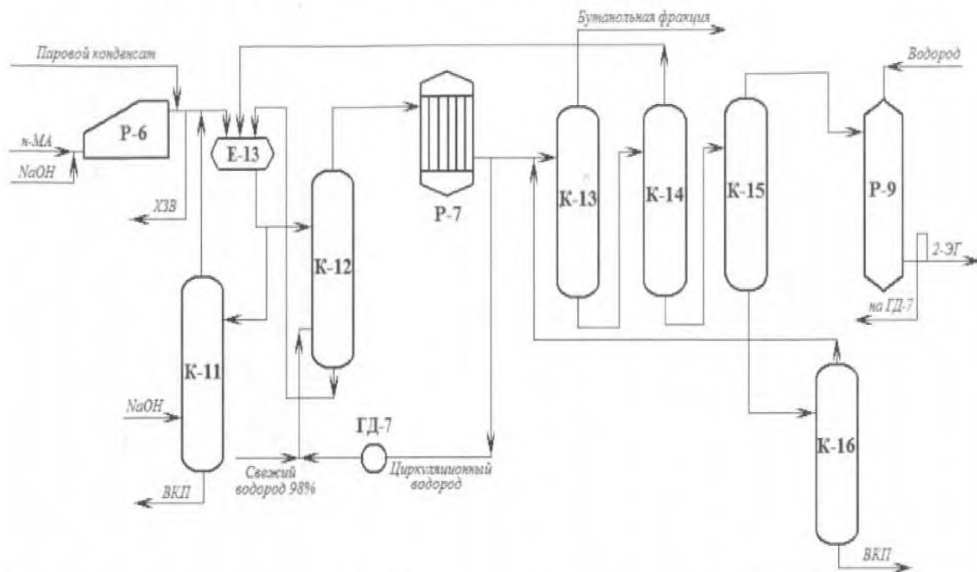 Бутанольная фракция
Паровой конденсат
Водород
Р-6
н-МА
NaOH
ХЗВ
Е-13
Р-7
К-12
К-13
К-14
К-15
Р-9
2-ЭГ
на ГД-7
К-11
NaOH
ВКП
ГД-7
Свежий
водород 98%
Циркуляционный
водород
К-16
ВКП